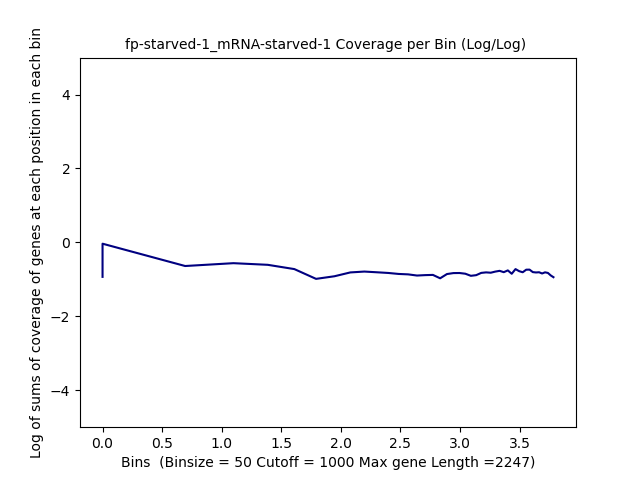 fp-starved-1_mRNA-starved-1 Coverage per Bin (Log/Log)
Log of sums of coverage of genes at each position in each bin
4
2
0
−2
−4
0.0 0.5 1.0 1.5 2.0 2.5 3.0 3.5
Bins  (Binsize = 50 Cutoff = 1000 Max gene Length =2247)